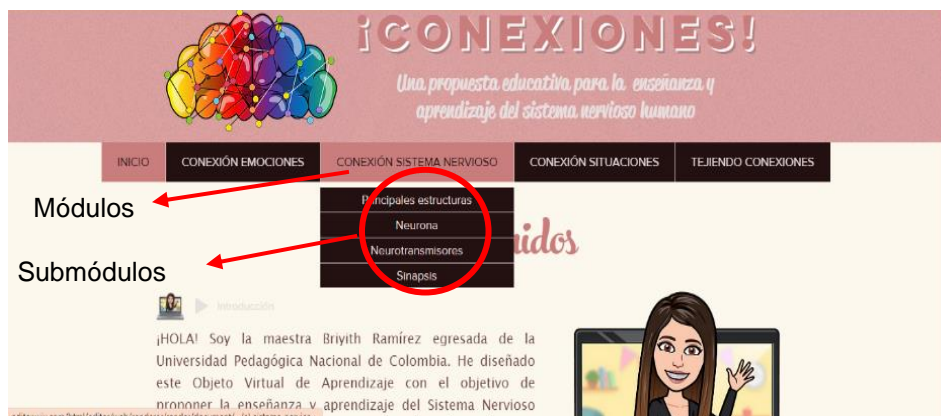 ¡CONEXIONES!
Una propuesta educativa para la enseñanza y
aprendizaje del sistema nervioso humano
INICIO CONEXIÓN EMOCIONES CONEXIÓN SISTEMA NERVIOSO CONEXIÓN SITUACIONES TEJIENDO CONEXIONES
Módulos
Principales estructuras
Neurona
Neurotransmisores
Submódulos
Sinapsis
Introducción
¡HOLA! Soy la maestra Briyith Ramírez egresada de la
Universidad Pedagógica Nacional de Colombia. He diseñado
este Objeto Virtual de Aprendizaje con el objetivo de
proponer la enseñanza y aprendizaje del Sistema Nervioso